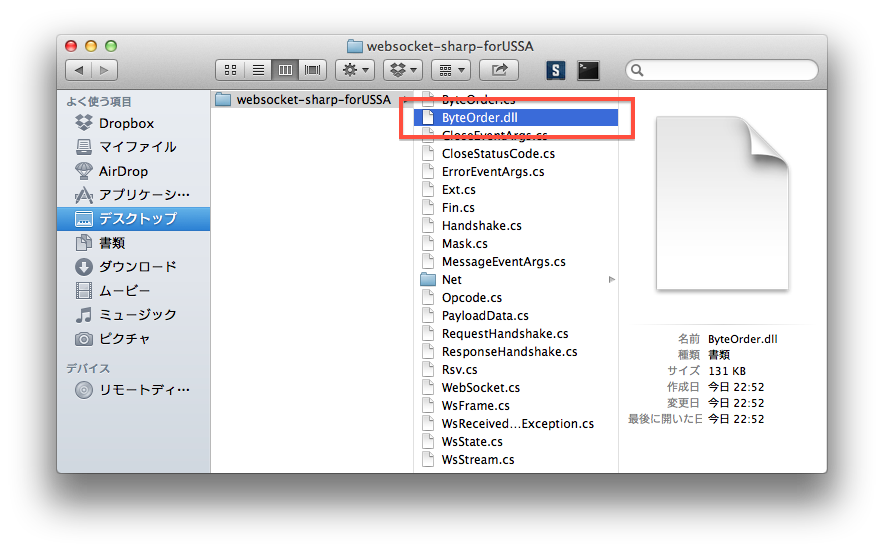 websocket-sharp-forUSSA
よく使う項目
Dropbox
マイファイル
AirDrop
アプリケーシ…
デスクトップ
書類
ダウンロード
ムービー
ミュージック
ピクチャ
デバイス
リモートディ…
websocket-sharp-forUSSA
ByteOrder.cs
ByteOrder.dll
CloseEventArgs.cs
CloseStatusCode.cs
ErrorEventArgs.cs
Ext.cs
Fin.cs
Handshake.cs
Mask.cs
MessageEventArgs.cs
Net
Opcode.cs
PayloadData.cs
RequestHandshake.cs
ResponseHandshake.cs
Rsv.cs
WebSocket.cs
WsFrame.cs
WsReceived…Exception.cs
WsState.cs
WsStream.cs
名前 ByteOrder.dll
種類 書類
サイズ 131 KB
作成日 今日 22:52
変更日 今日 22:52
最後に開いた日 今日 22:52